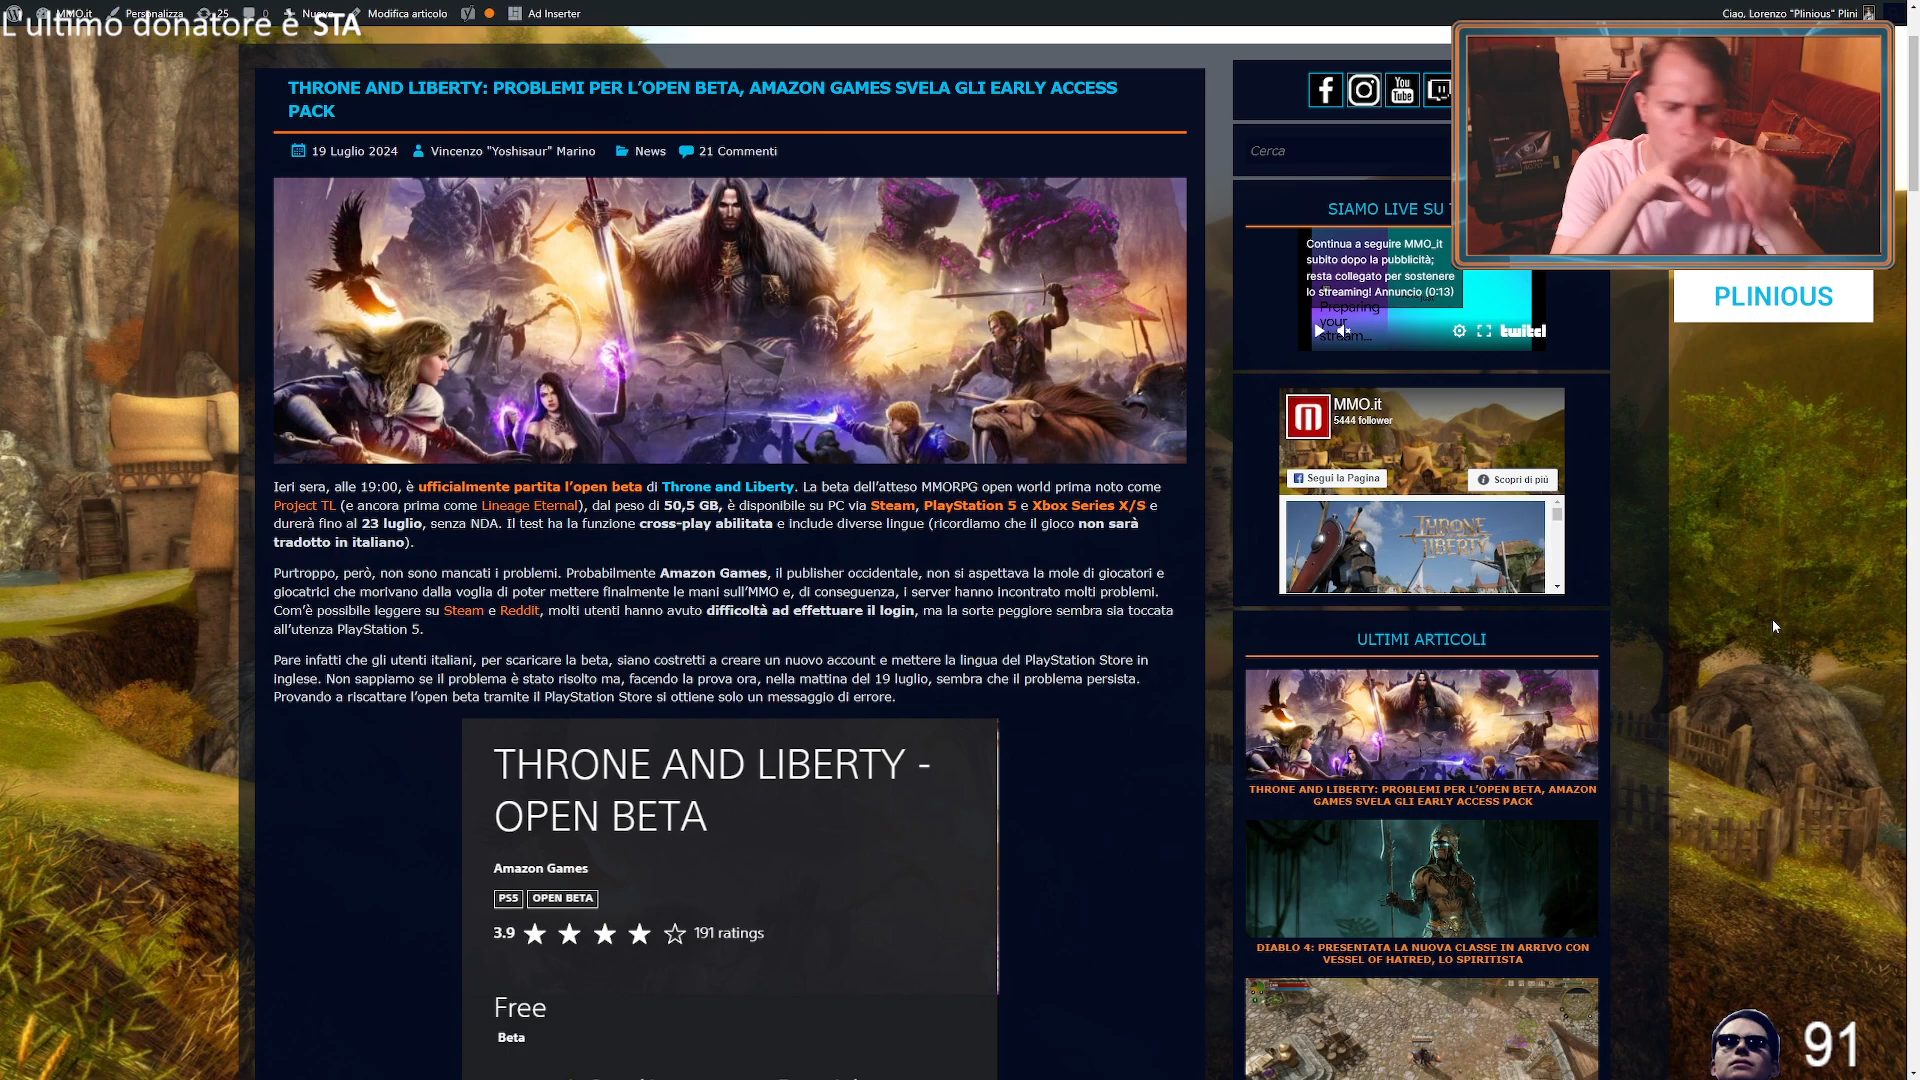 MMO.it Personalizza 25 0 Nuovo Modifica articolo Ad Inserter
Ciao, Lorenzo "Plinious" Plini
L'ultimo donatore è STA
THRONE AND LIBERTY: PROBLEMI PER L'OPEN BETA, AMAZON GAMES SVELA GLI EARLY ACCESS
PACK
19 Luglio 2024 Vincenzo "Yoshisaur" Marino News 21 Commenti
Ieri sera, alle 19:00, è ufficialmente partita l'open beta di Throne and Liberty. La beta dell'atteso MMORPG open world prima noto come
Project TL (e ancora prima come Lineage Eternal), dal peso di 50,5 GB, è disponibile su PC via Steam, PlayStation 5 e Xbox Series X/S e
durerà fino al 23 luglio, senza NDA. Il test ha la funzione cross-play abilitata e include diverse lingue (ricordiamo che il gioco non sarà
tradotto in italiano).
Purtroppo, però, non sono mancati i problemi. Probabilmente Amazon Games, il publisher occidentale, non si aspettava la mole di giocatori e
giocatrici che morivano dalla voglia di poter mettere finalmente le mani sull'MMO e, di conseguenza, i server hanno incontrato molti problemi.
Com'è possibile leggere su Steam e Reddit, molti utenti hanno avuto difficoltà ad effettuare il login, ma la sorte peggiore sembra sia toccata
all'utenza PlayStation 5.
Pare infatti che gli utenti italiani, per scaricare la beta, siano costretti a creare un nuovo account e mettere la lingua del PlayStation Store in
inglese. Non sappiamo se il problema è stato risolto ma, facendo la prova ora, nella mattina del 19 luglio, sembra che il problema persista.
Provando a riscattare l'open beta tramite il PlayStation Store si ottiene solo un messaggio di errore.
THRONE AND LIBERTY -
OPEN BETA
Amazon Games
PS5 OPEN BETA
3.9 191 ratings
Free
Beta
You Tube
Cerca
SIAMO LIVE SU
Continua a seguire MMO_it
subito dopo la pubblicità;
resta collegato per sostenere
lo streaming! Annuncio (0:13)
Preparing
your
stream...
twitch
PLINIOUS
MMO.it
5444 follower
Segui la Pagina Scopri di più
THRONE
LIBERTY
ULTIMI ARTICOLI
THRONE AND LIBERTY: PROBLEMI PER L'OPEN BETA, AMAZON
GAMES SVELA GLI EARLY ACCESS PACK
DIABLO 4: PRESENTATA LA NUOVA CLASSE IN ARRIVO CON
VESSEL OF HATRED, LO SPIRITISTA
91